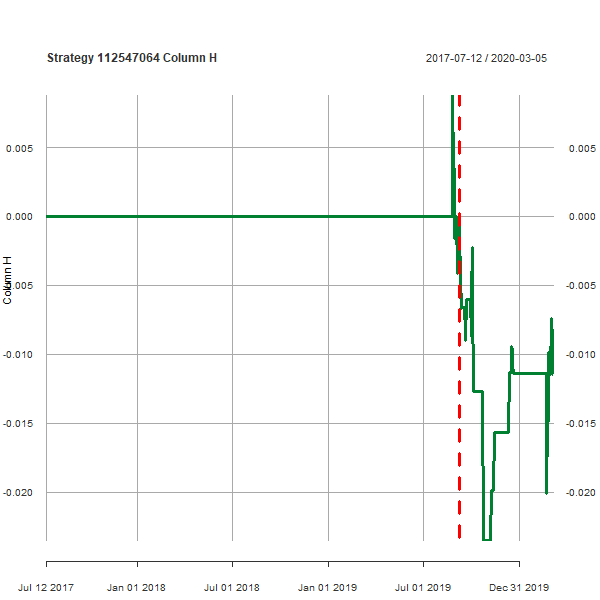 Strategy 112547064 Column H
2017-07-12 / 2020-03-05
0.005
0.005
0.000
0.000
-0.005
-0.005
-0.010
-0.010
-0.015
-0.015
-0.020
-0.020
Column H
Jul 12 2017
Jan 01 2018
Jul 01 2018
Jan 01 2019
Jul 01 2019
Dec 31 2019